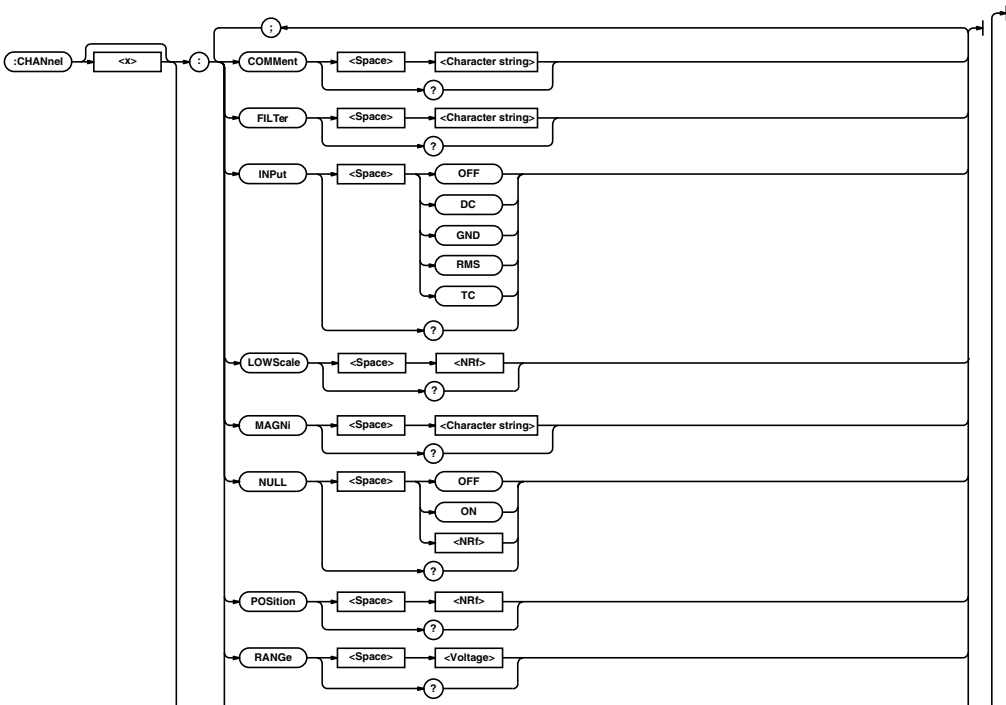 ;
:CHANnel <x> : COMMent <Space> <Character string>
?
FILTer <Space> <Character string>
?
INPut <Space> OFF
DC
GND
RMS
TC
?
LOWScale <Space> <NRf>
?
MAGNi <Space> <Character string>
?
NULL <Space> OFF
ON
<NRf>
?
POSition <Space> <NRf>
?
RANGe <Space> <Voltage>
?